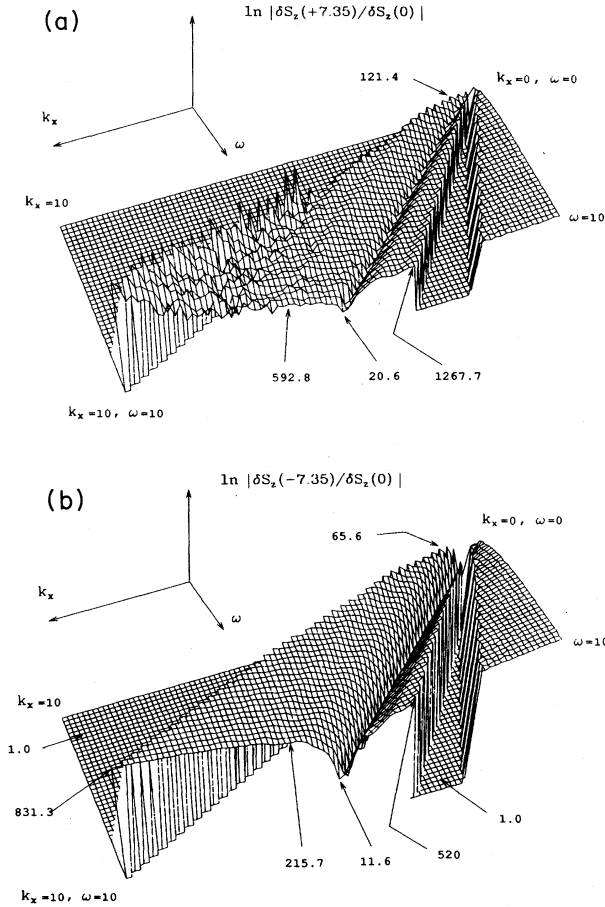 (a)
ln |δS_z(+7.35)/δS_z(0)|
121.4
k_x=0, ω=0
k_x
ω
k_x=10
ω=10
592.8
20.6
1267.7
k_x=10, ω=10
(b)
ln |δS_z(−7.35)/δS_z(0)|
65.6
k_x=0, ω=0
k_x
ω
ω=10
k_x=10
1.0
831.3
1.0
215.7
11.6
520
k_x=10, ω=10